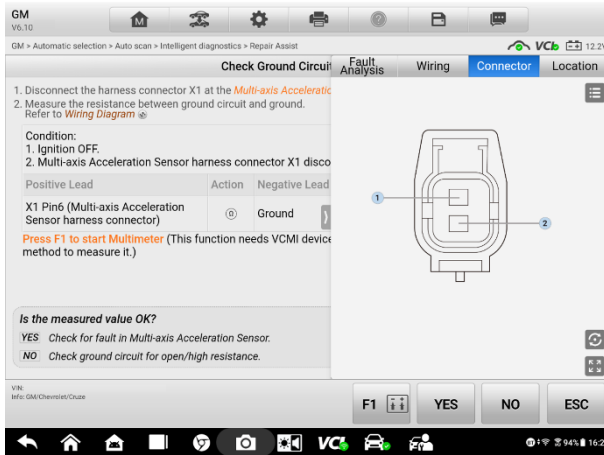 GM
V6.10
GM > Automatic selection > Auto scan > Intelligent diagnostics > Repair Assist
VCI 12.2V
Check Ground Circuit
Fault Analysis
Wiring
Connector
Location
1. Disconnect the harness connector X1 at the Multi-axis Acceleratio
2. Measure the resistance between ground circuit and ground.
Refer to Wiring Diagram
Condition:
1. Ignition OFF.
2. Multi-axis Acceleration Sensor harness connector X1 disco
Positive Lead Action Negative Lead
X1 Pin6 (Multi-axis Acceleration
Sensor harness connector) Ω Ground
Press F1 to start Multimeter (This function needs VCMI device
method to measure it.)
1
2
Is the measured value OK?
YES Check for fault in Multi-axis Acceleration Sensor.
NO Check ground circuit for open/high resistance.
VIN:
Info: GM/Chevrolet/Cruze
F1
YES
NO
ESC
VCI
94% 16:2